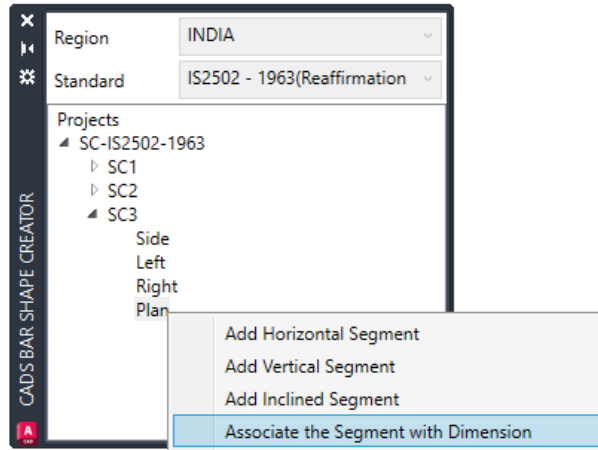 Region
INDIA
Standard
IS2502 - 1963(Reaffirmation
Projects
SC-IS2502-1963
SC1
SC2
SC3
Side
Left
Right
Plan
Add Horizontal Segment
Add Vertical Segment
Add Inclined Segment
Associate the Segment with Dimension
CADS BAR SHAPE CREATOR
A
CAD